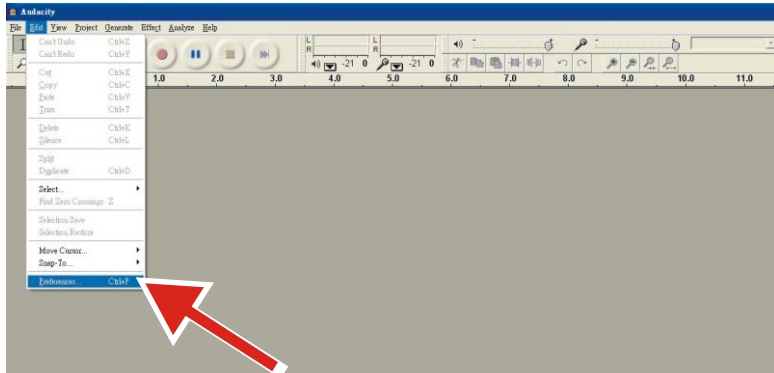 Audacity
File Edit View Project Generate Effect Analyze Help
Can't Undo Ctrl+Z
Can't Redo Ctrl+Y
Cut Ctrl+X
Copy Ctrl+C
Paste Ctrl+V
Trim Ctrl+T
Delete Ctrl+K
Silence Ctrl+L
Split
Duplicate Ctrl+D
Select...
Find Zero Crossings Z
Selection Save
Selection Restore
Move Cursor...
Snap-To...
Preferences... Ctrl+P
L
R
-21 0
L
R
-21 0
1.0 2.0 3.0 4.0 5.0 6.0 7.0 8.0 9.0 10.0 11.0